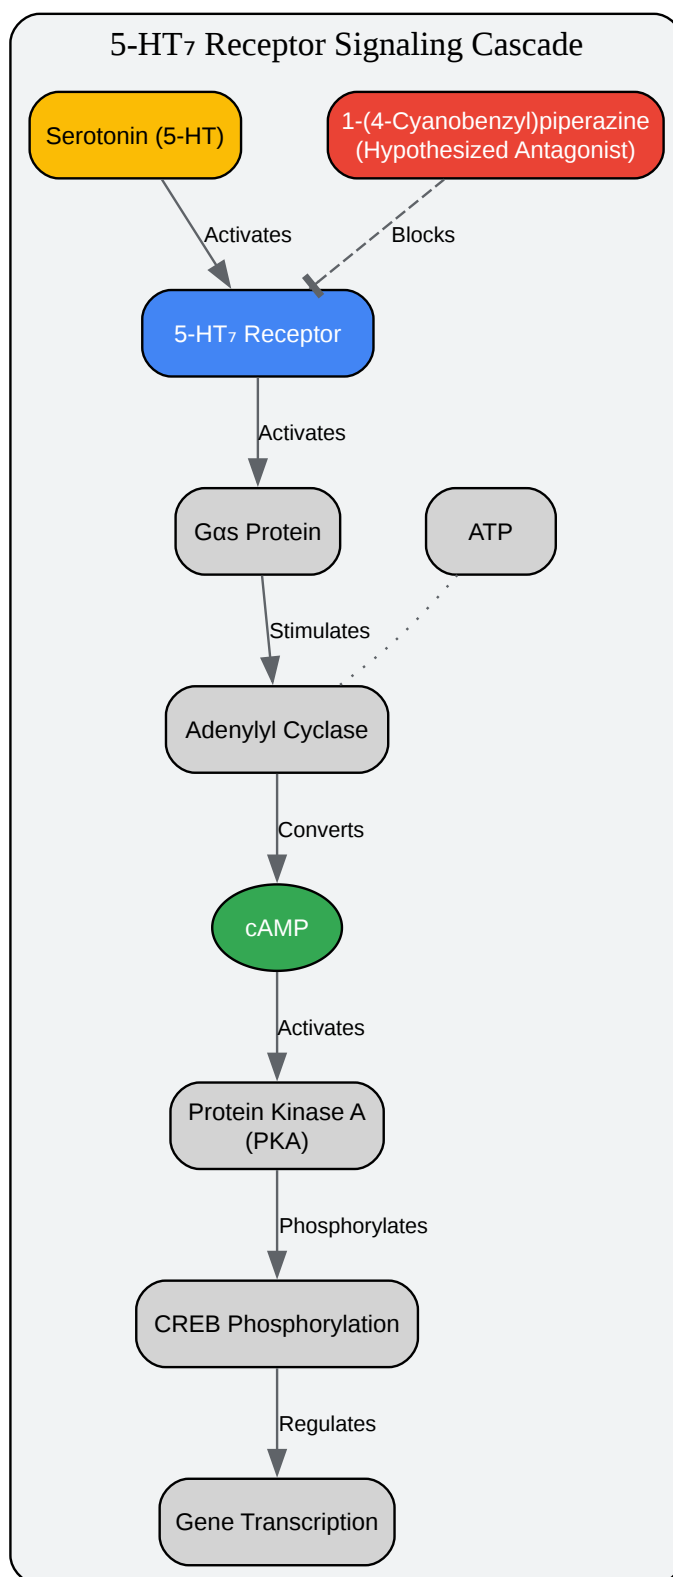 5-HT₇ Receptor Signaling Cascade
Serotonin (5-HT)
1-(4-Cyanobenzyl)piperazine
(Hypothesized Antagonist)
Activates
Blocks
5-HT₇ Receptor
Activates
Gαs Protein
ATP
Stimulates
Adenylyl Cyclase
Converts
cAMP
Activates
Protein Kinase A
(PKA)
Phosphorylates
CREB Phosphorylation
Regulates
Gene Transcription